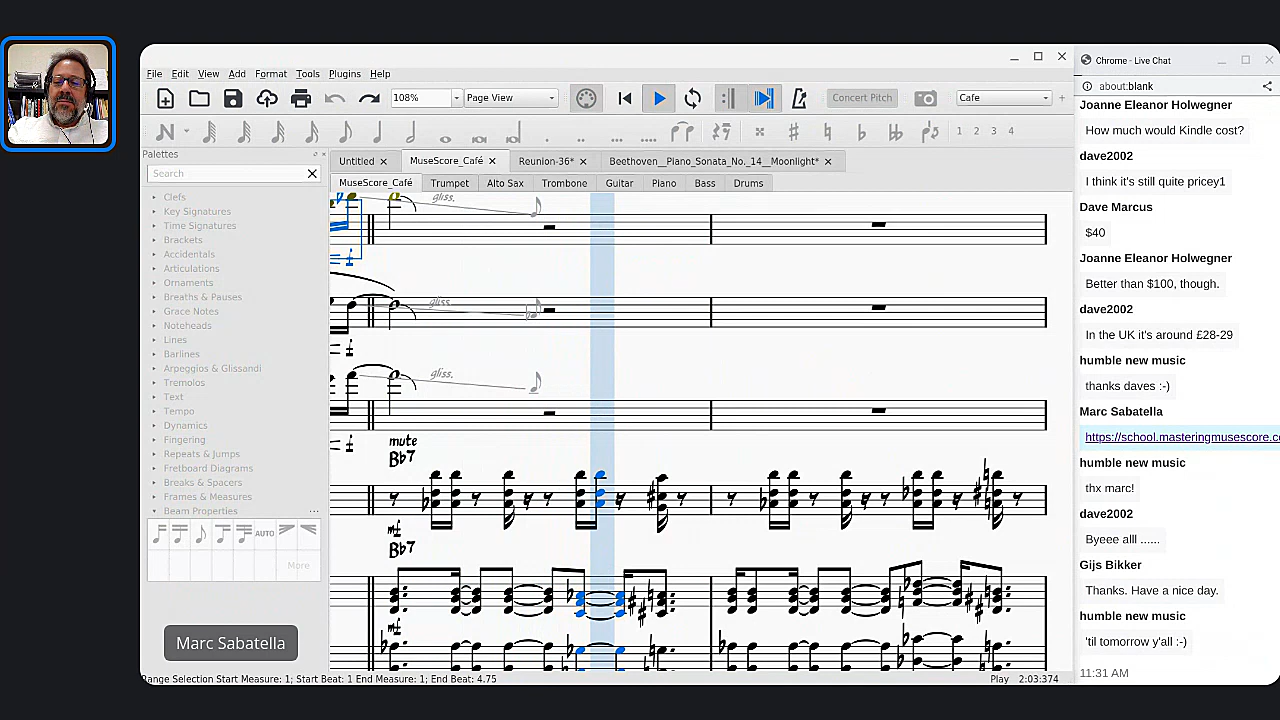 File Edit View Add Format Tools Plugins Help
108% Page View Concert Pitch Cafe
1 2 3 4
Palettes
Search
Untitled MuseScore_Café Reunion-36* Beethoven__Piano_Sonata_No._14__Moonlight*
MuseScore_Café Trumpet Alto Sax Trombone Guitar Piano Bass Drums
Clefs
Key Signatures
Time Signatures
Brackets
Accidentals
Articulations
Ornaments
Breaths & Pauses
Grace Notes
Noteheads
Lines
Barlines
Arpeggios & Glissandi
Tremolos
Text
Tempo
Dynamics
Fingering
Repeats & Jumps
Fretboard Diagrams
Breaks & Spacers
Frames & Measures
Beam Properties
AUTO
More
gliss.
gliss.
gliss.
mute
B♭7
mf
B♭7
mf
Marc Sabatella
Range Selection Start Measure: 1; Start Beat: 1 End Measure: 1; End Beat: 4.75
Play 2:03:374
Chrome - Live Chat
about:blank
Joanne Eleanor Holwegner
How much would Kindle cost?
dave2002
I think it's still quite pricey1
Dave Marcus
$40
Joanne Eleanor Holwegner
Better than $100, though.
dave2002
In the UK it's around £28-29
humble new music
thanks daves :-)
Marc Sabatella
https://school.masteringmusescore.c
humble new music
thx marc!
dave2002
Byeee alll ......
Gijs Bikker
Thanks. Have a nice day.
humble new music
'til tomorrow y'all :-)
11:31 AM